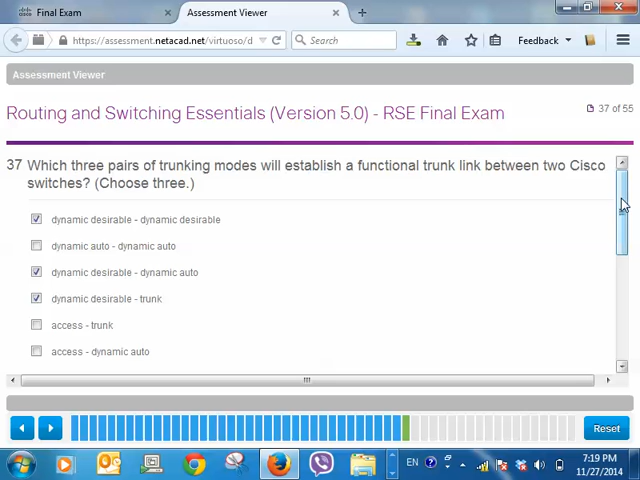 Final Exam
Assessment Viewer
https://assessment.netacad.net/virtuoso/d
Search
Feedback
Assessment Viewer
Routing and Switching Essentials (Version 5.0) - RSE Final Exam
37 of 55
37 Which three pairs of trunking modes will establish a functional trunk link between two Cisco
switches? (Choose three.)
dynamic desirable - dynamic desirable
dynamic auto - dynamic auto
dynamic desirable - dynamic auto
dynamic desirable - trunk
access - trunk
access - dynamic auto
Reset
EN
7:19 PM
11/27/2014